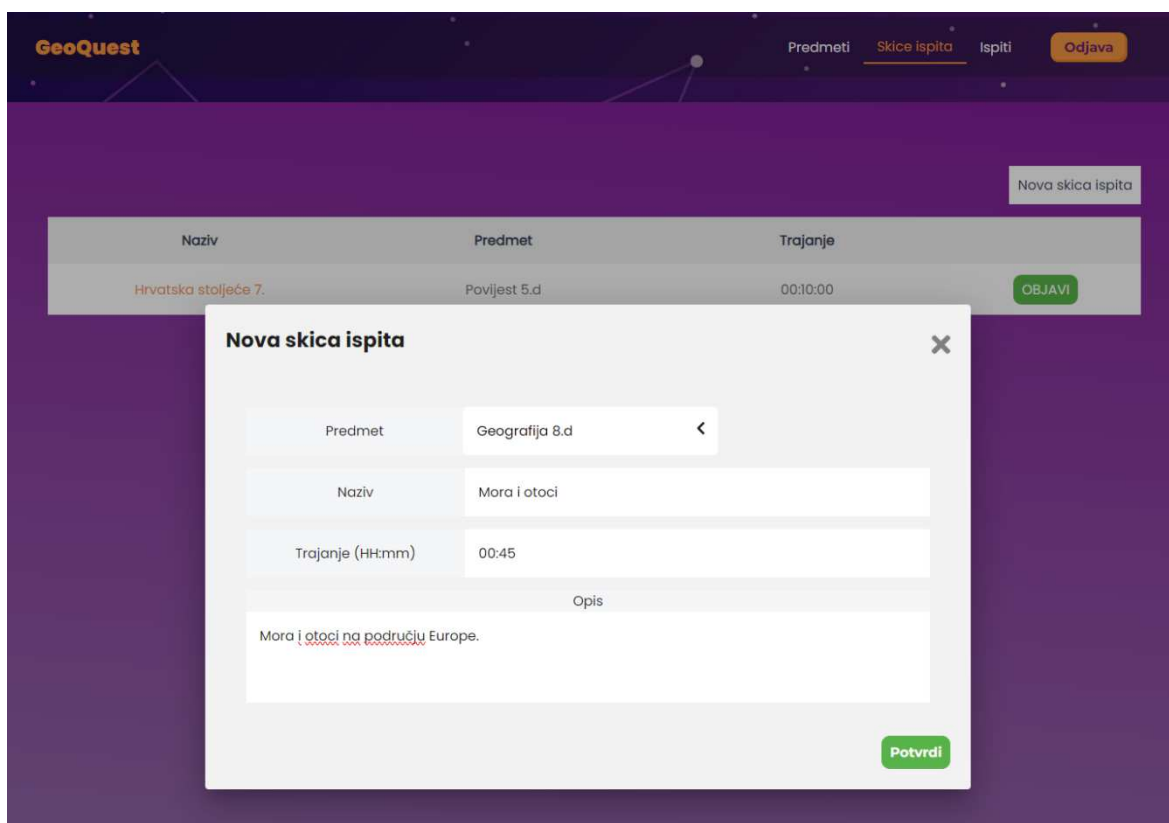 GeoQuest Predmeti Skice ispita Ispiti Odjava
Nova skica ispita
Naziv Predmet Trajanje
Hrvatska stoljeće 7. Povijest 5.d 00:10:00 OBJAVI
Nova skica ispita
Predmet Geografija 8.d
Naziv Mora i otoci
Trajanje (HH:mm) 00:45
Opis
Mora i otoci na području Europe.
Potvrdi